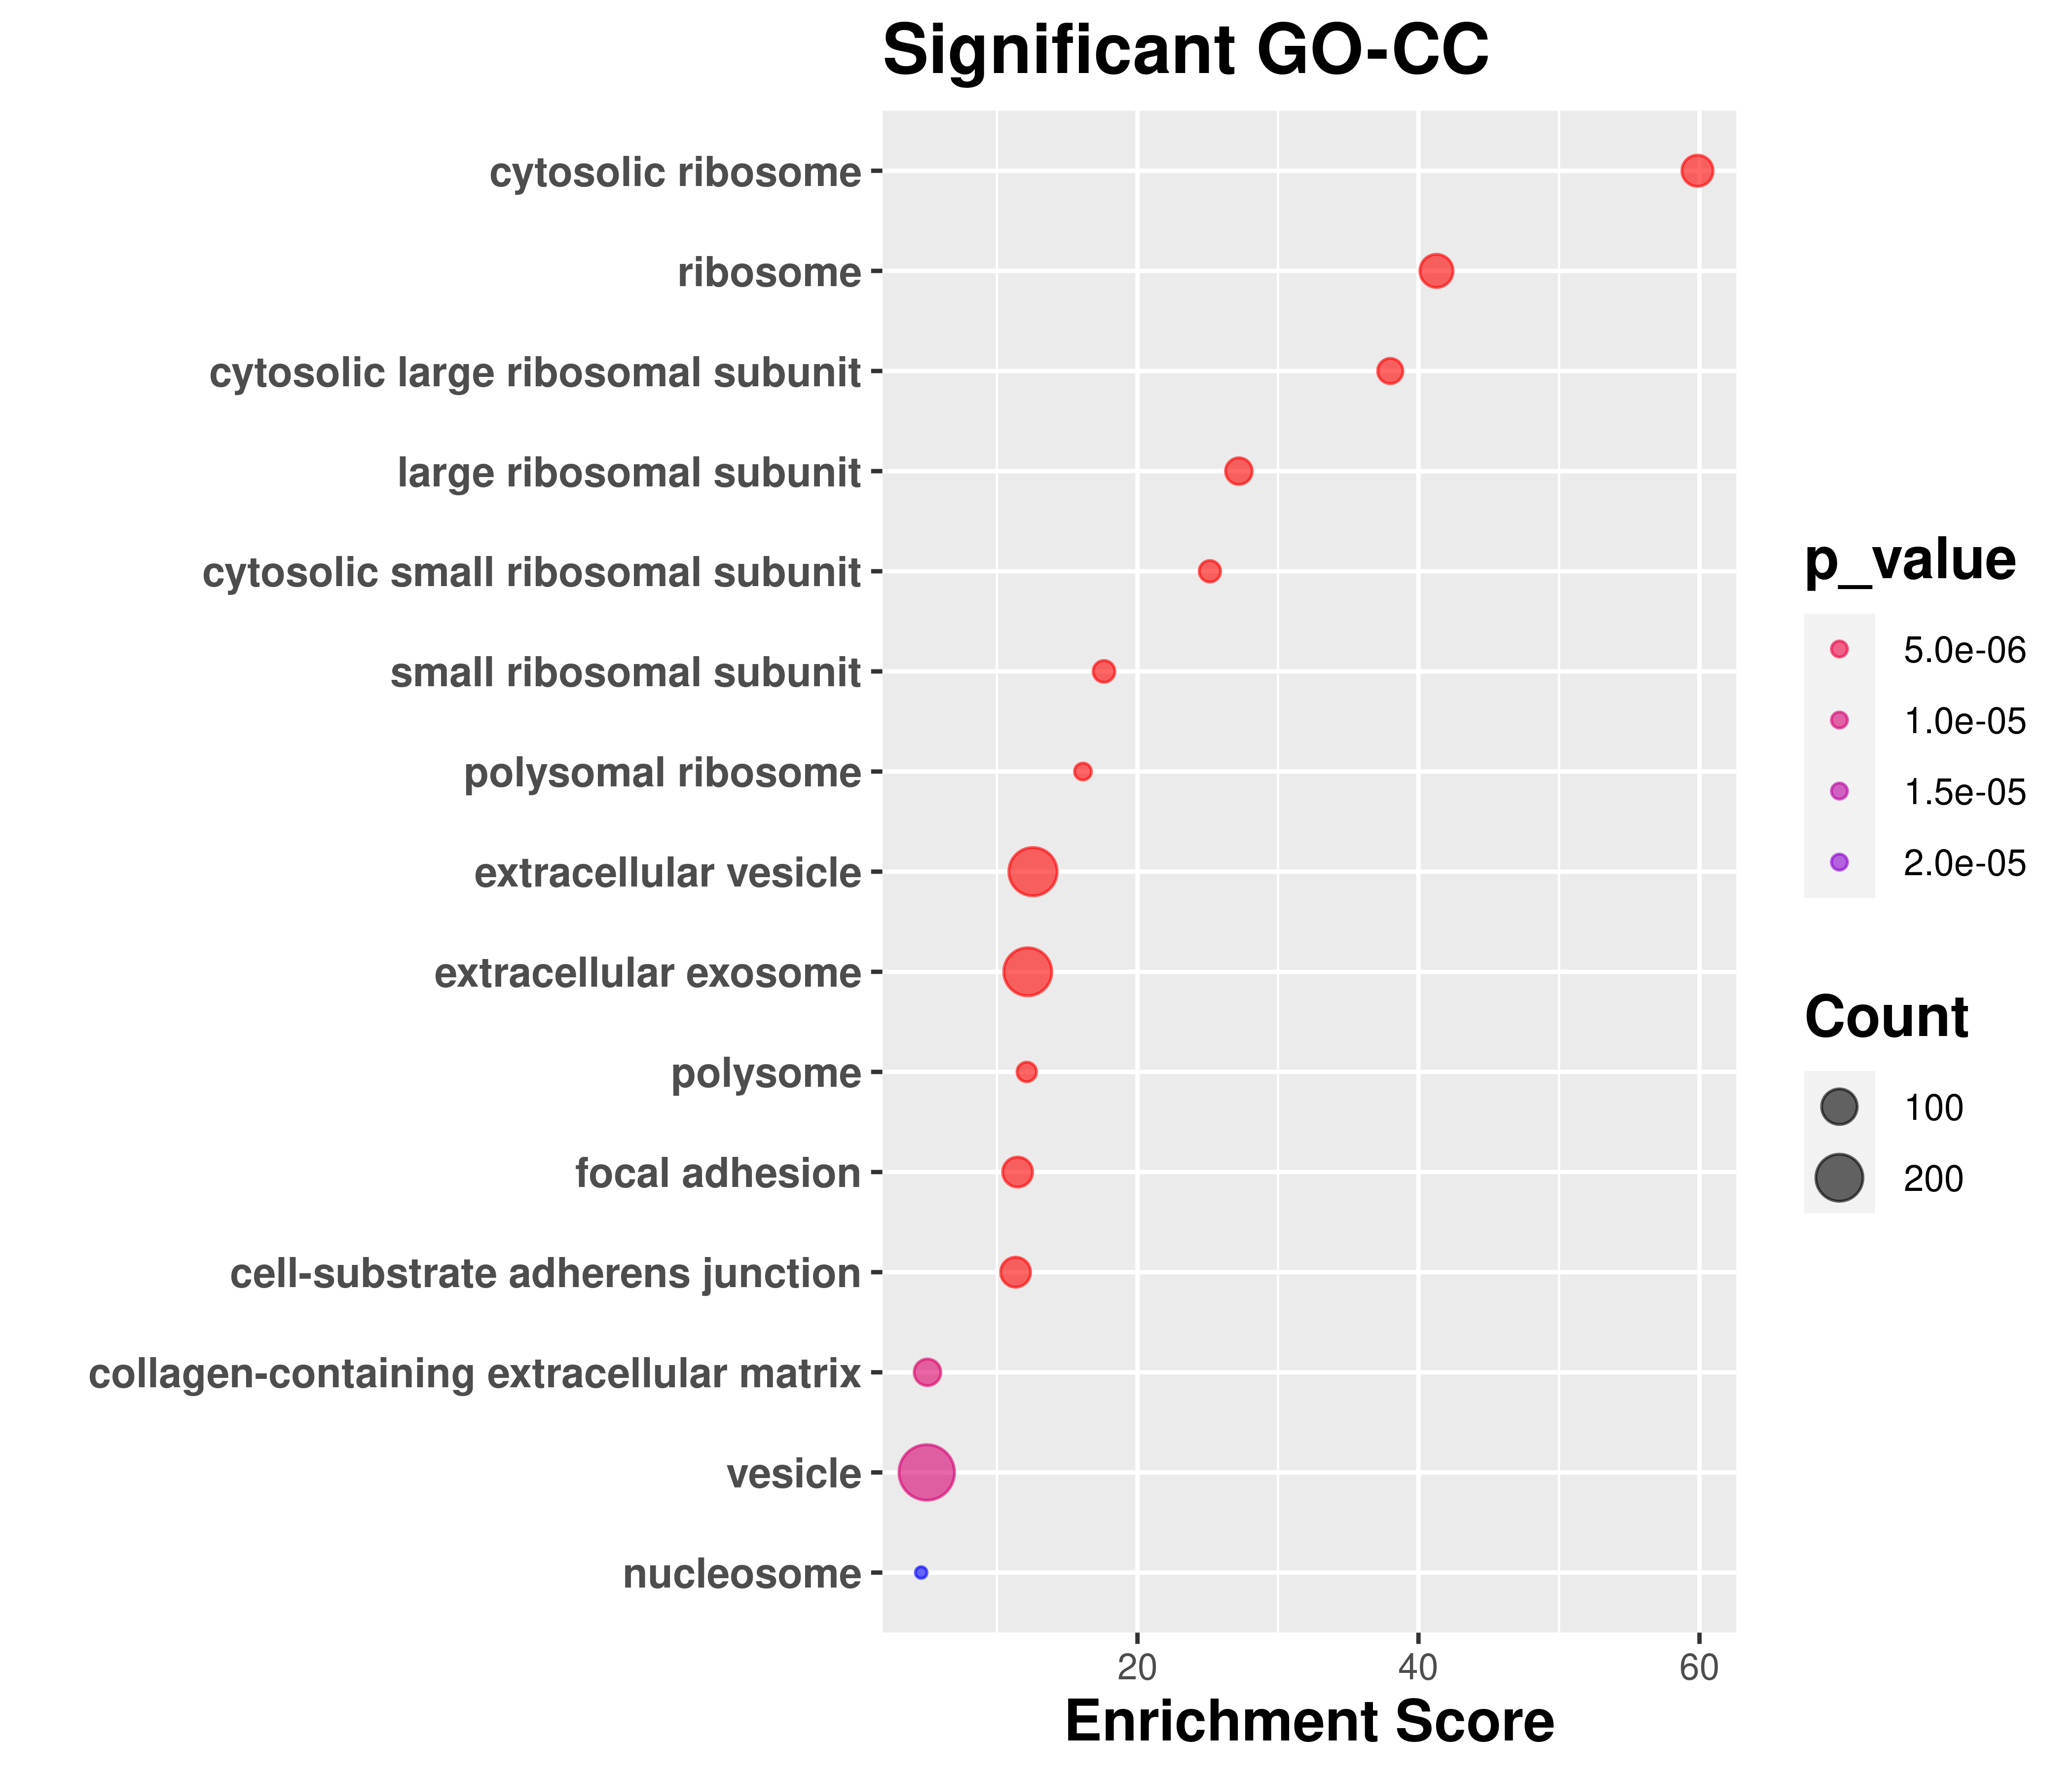 Significant GO-CC
cytosolic ribosome
ribosome
cytosolic large ribosomal subunit
large ribosomal subunit
cytosolic small ribosomal subunit
small ribosomal subunit
polysomal ribosome
extracellular vesicle
extracellular exosome
polysome
focal adhesion
cell-substrate adherens junction
collagen-containing extracellular matrix
vesicle
nucleosome
20 40 60
Enrichment Score
p_value
5.0e-06
1.0e-05
1.5e-05
2.0e-05
Count
100
200